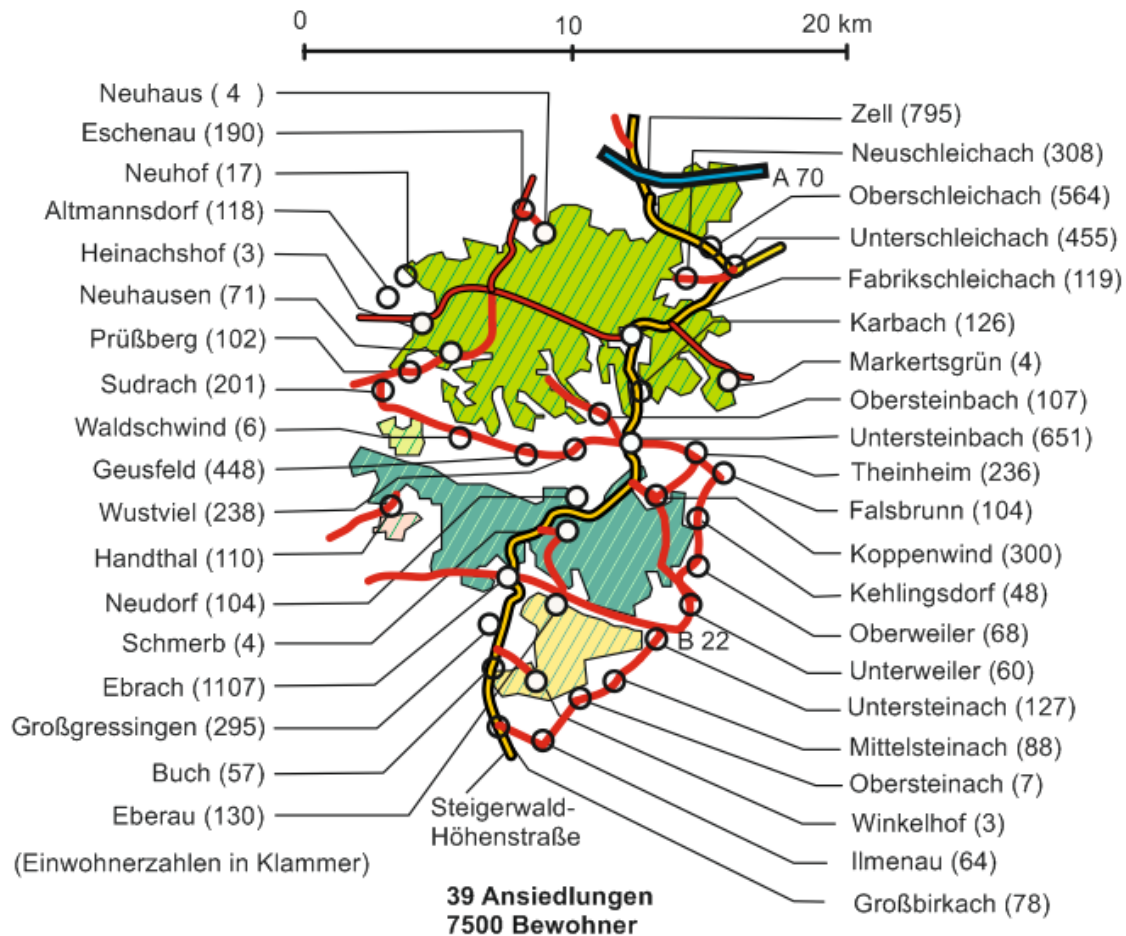 0 10 20 km
Neuhaus ( 4 )
Eschenau (190)
Neuhof (17)
Altmannsdorf (118)
Heinachshof (3)
Neuhausen (71)
Prüßberg (102)
Sudrach (201)
Waldschwind (6)
Geusfeld (448)
Wustviel (238)
Handthal (110)
Neudorf (104)
Schmerb (4)
Ebrach (1107)
Großgressingen (295)
Buch (57)
Eberau (130)
(Einwohnerzahlen in Klammer)
Zell (795)
Neuschleichach (308)
A 70
Oberschleichach (564)
Unterschleichach (455)
Fabrikschleichach (119)
Karbach (126)
Markertsgrün (4)
Obersteinbach (107)
Untersteinbach (651)
Theinheim (236)
Falsbrunn (104)
Koppenwind (300)
Kehlingsdorf (48)
Oberweiler (68)
B 22
Unterweiler (60)
Untersteinach (127)
Mittelsteinach (88)
Obersteinach (7)
Winkelhof (3)
Ilmenau (64)
Großbirkach (78)
Steigerwald-
Höhenstraße
39 Ansiedlungen
7500 Bewohner